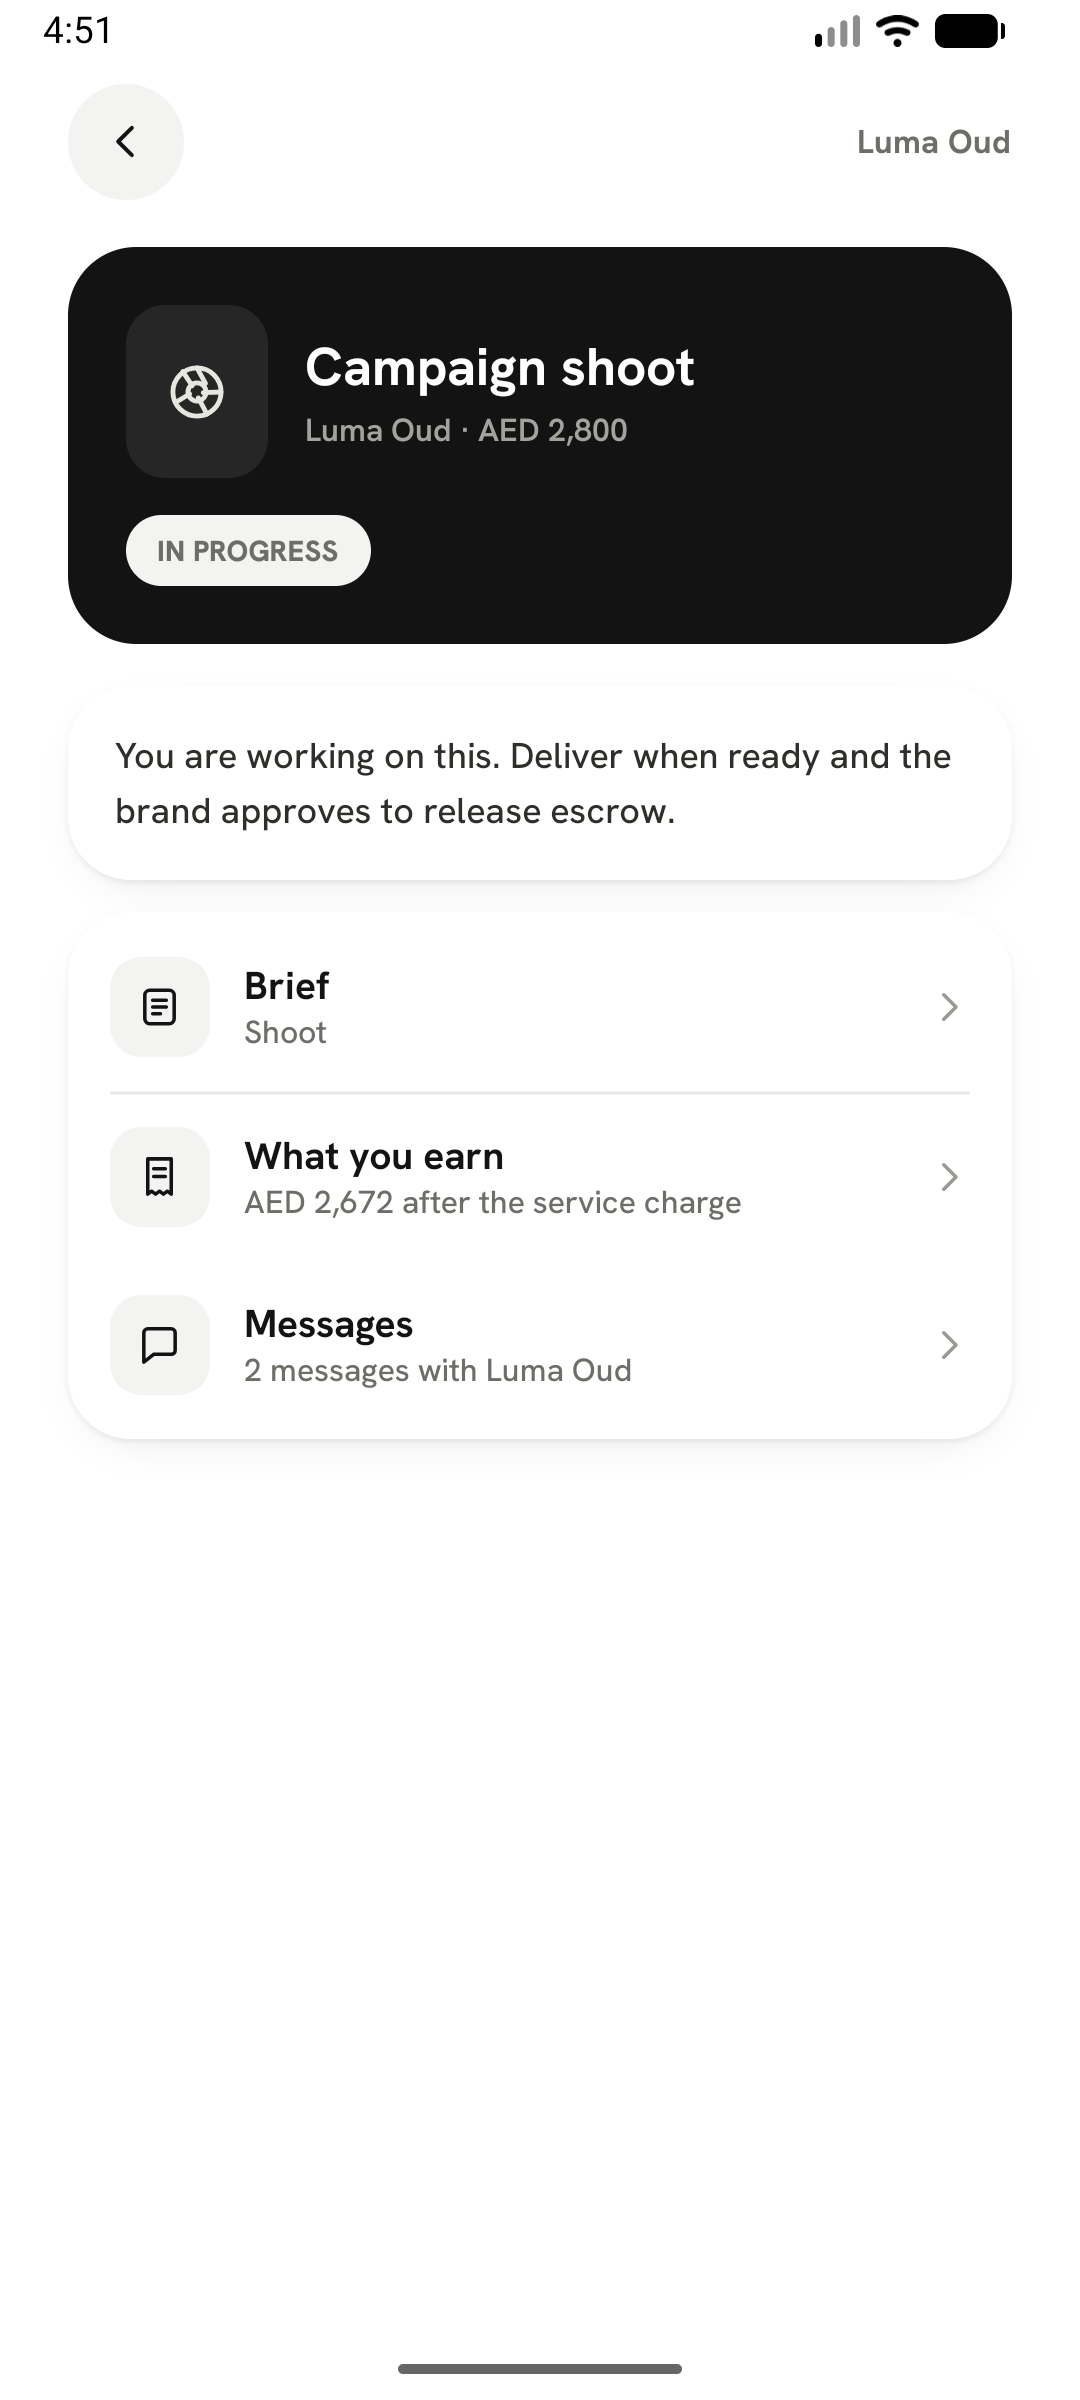 4:51
Luma Oud
Campaign shoot
Luma Oud · AED 2,800
IN PROGRESS
You are working on this. Deliver when ready and the
brand approves to release escrow.
Brief
Shoot
What you earn
AED 2,672 after the service charge
Messages
2 messages with Luma Oud